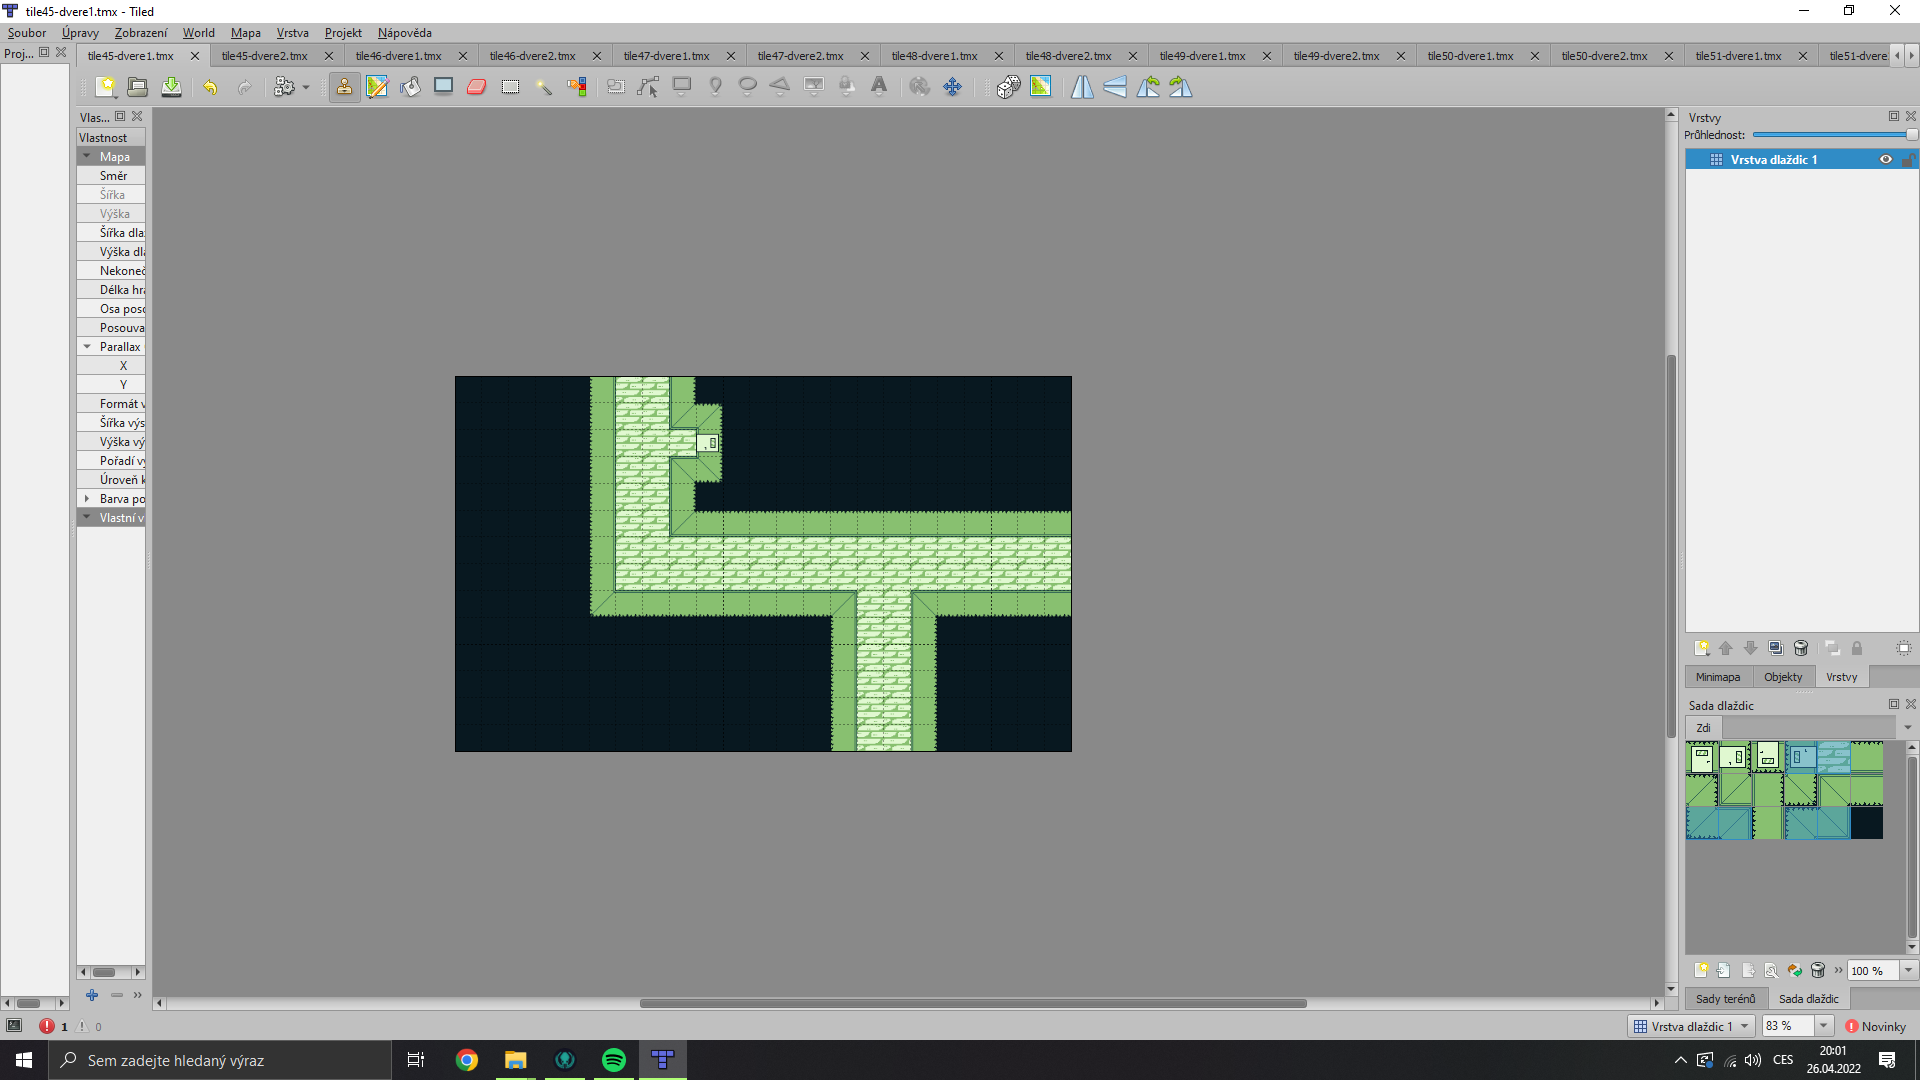 tile45-dvere1.tmx - Tiled
Soubor Úpravy Zobrazení World Mapa Vrstva Projekt Nápověda
Proj...
tile45-dvere1.tmx tile45-dvere2.tmx tile46-dvere1.tmx tile46-dvere2.tmx tile47-dvere1.tmx tile47-dvere2.tmx tile48-dvere1.tmx tile48-dvere2.tmx tile49-dvere1.tmx tile49-dvere2.tmx tile50-dvere1.tmx tile50-dvere2.tmx tile51-dvere1.tmx tile51-dvere
Vlas...
Vlastnost
Mapa
Směr
Šířka
Výška
Šířka dla
Výška dl
Nekoneč
Délka hr
Osa poso
Posouva
Parallax
X
Y
Formát v
Šířka výs
Výška vý
Pořadí vy
Úroveň k
Barva po
Vlastní v
Vrstvy
Průhlednost:
Vrstva dlaždic 1
Minimapa Objekty Vrstvy
Sada dlaždic
Zdi
100 %
Sady terénů Sada dlaždic
1 0
Vrstva dlaždic 1 83 % Novinky
Sem zadejte hledaný výraz
CES
20:01
26.04.2022